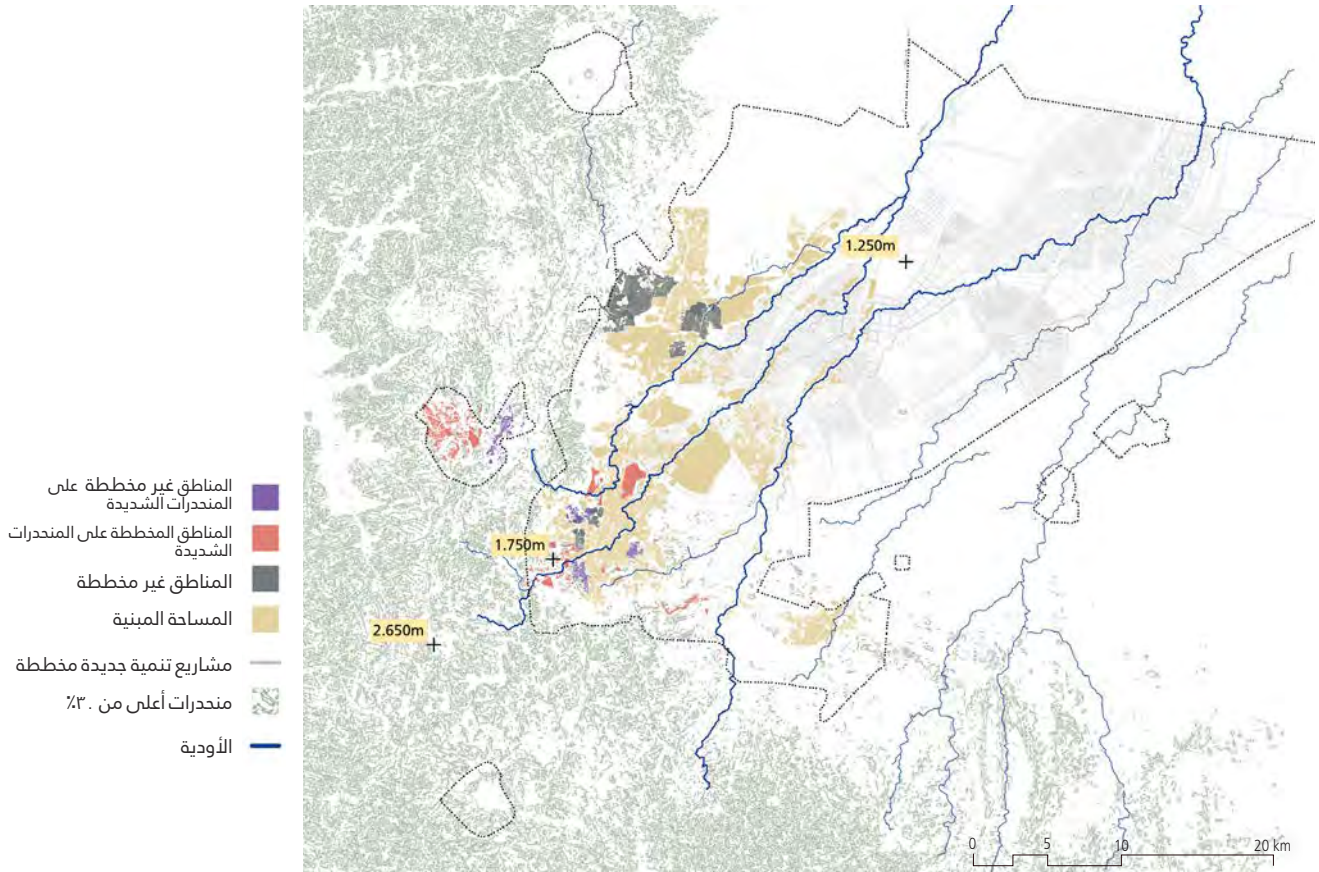 1.250m
1.750m
2.650m
المناطق غير مخططة على
المنحدرات الشديدة
المناطق المخططة على المنحدرات
الشديدة
المناطق غير مخططة
المساحة المبنية
مشاريع تنمية جديدة مخططة
منحدرات أعلى من ٣٠٪
الأودية
0 5 10 20 km